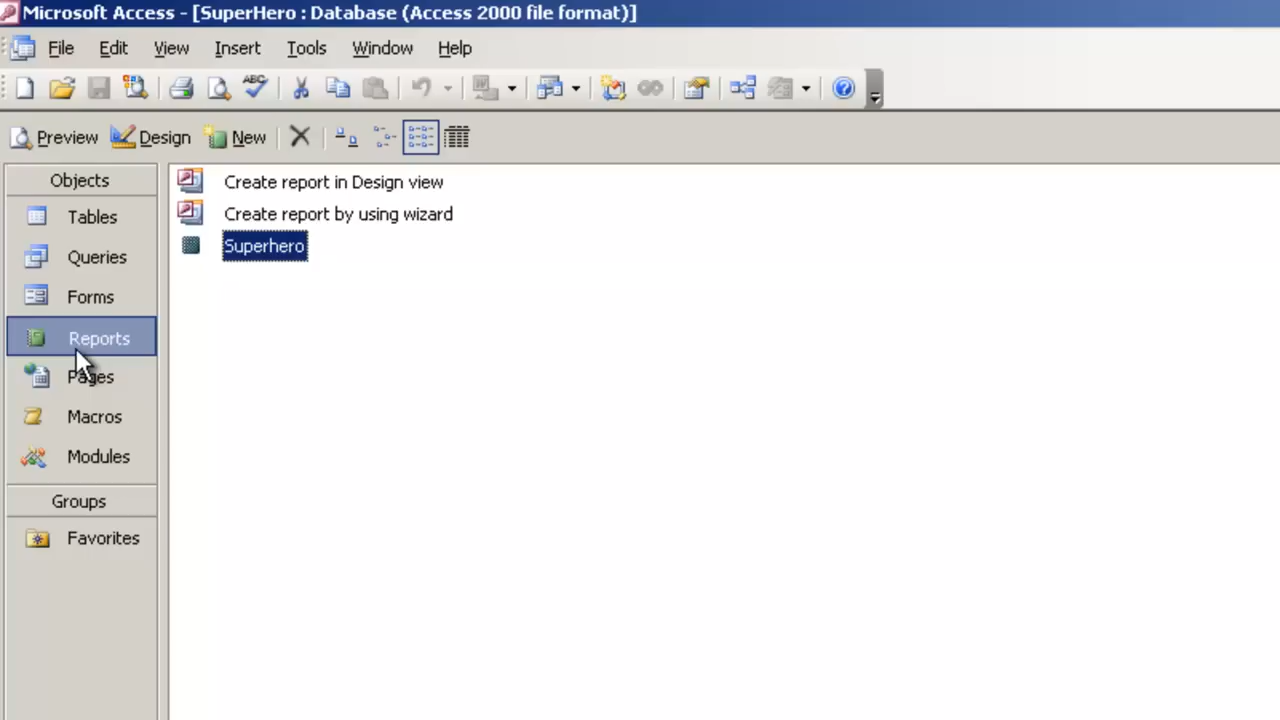 Microsoft Access - [SuperHero : Database (Access 2000 file format)]
File Edit View Insert Tools Window Help
ABC
Preview Design New
Objects
Tables
Queries
Forms
Reports
Pages
Macros
Modules
Groups
Favorites
Create report in Design view
Create report by using wizard
Superhero